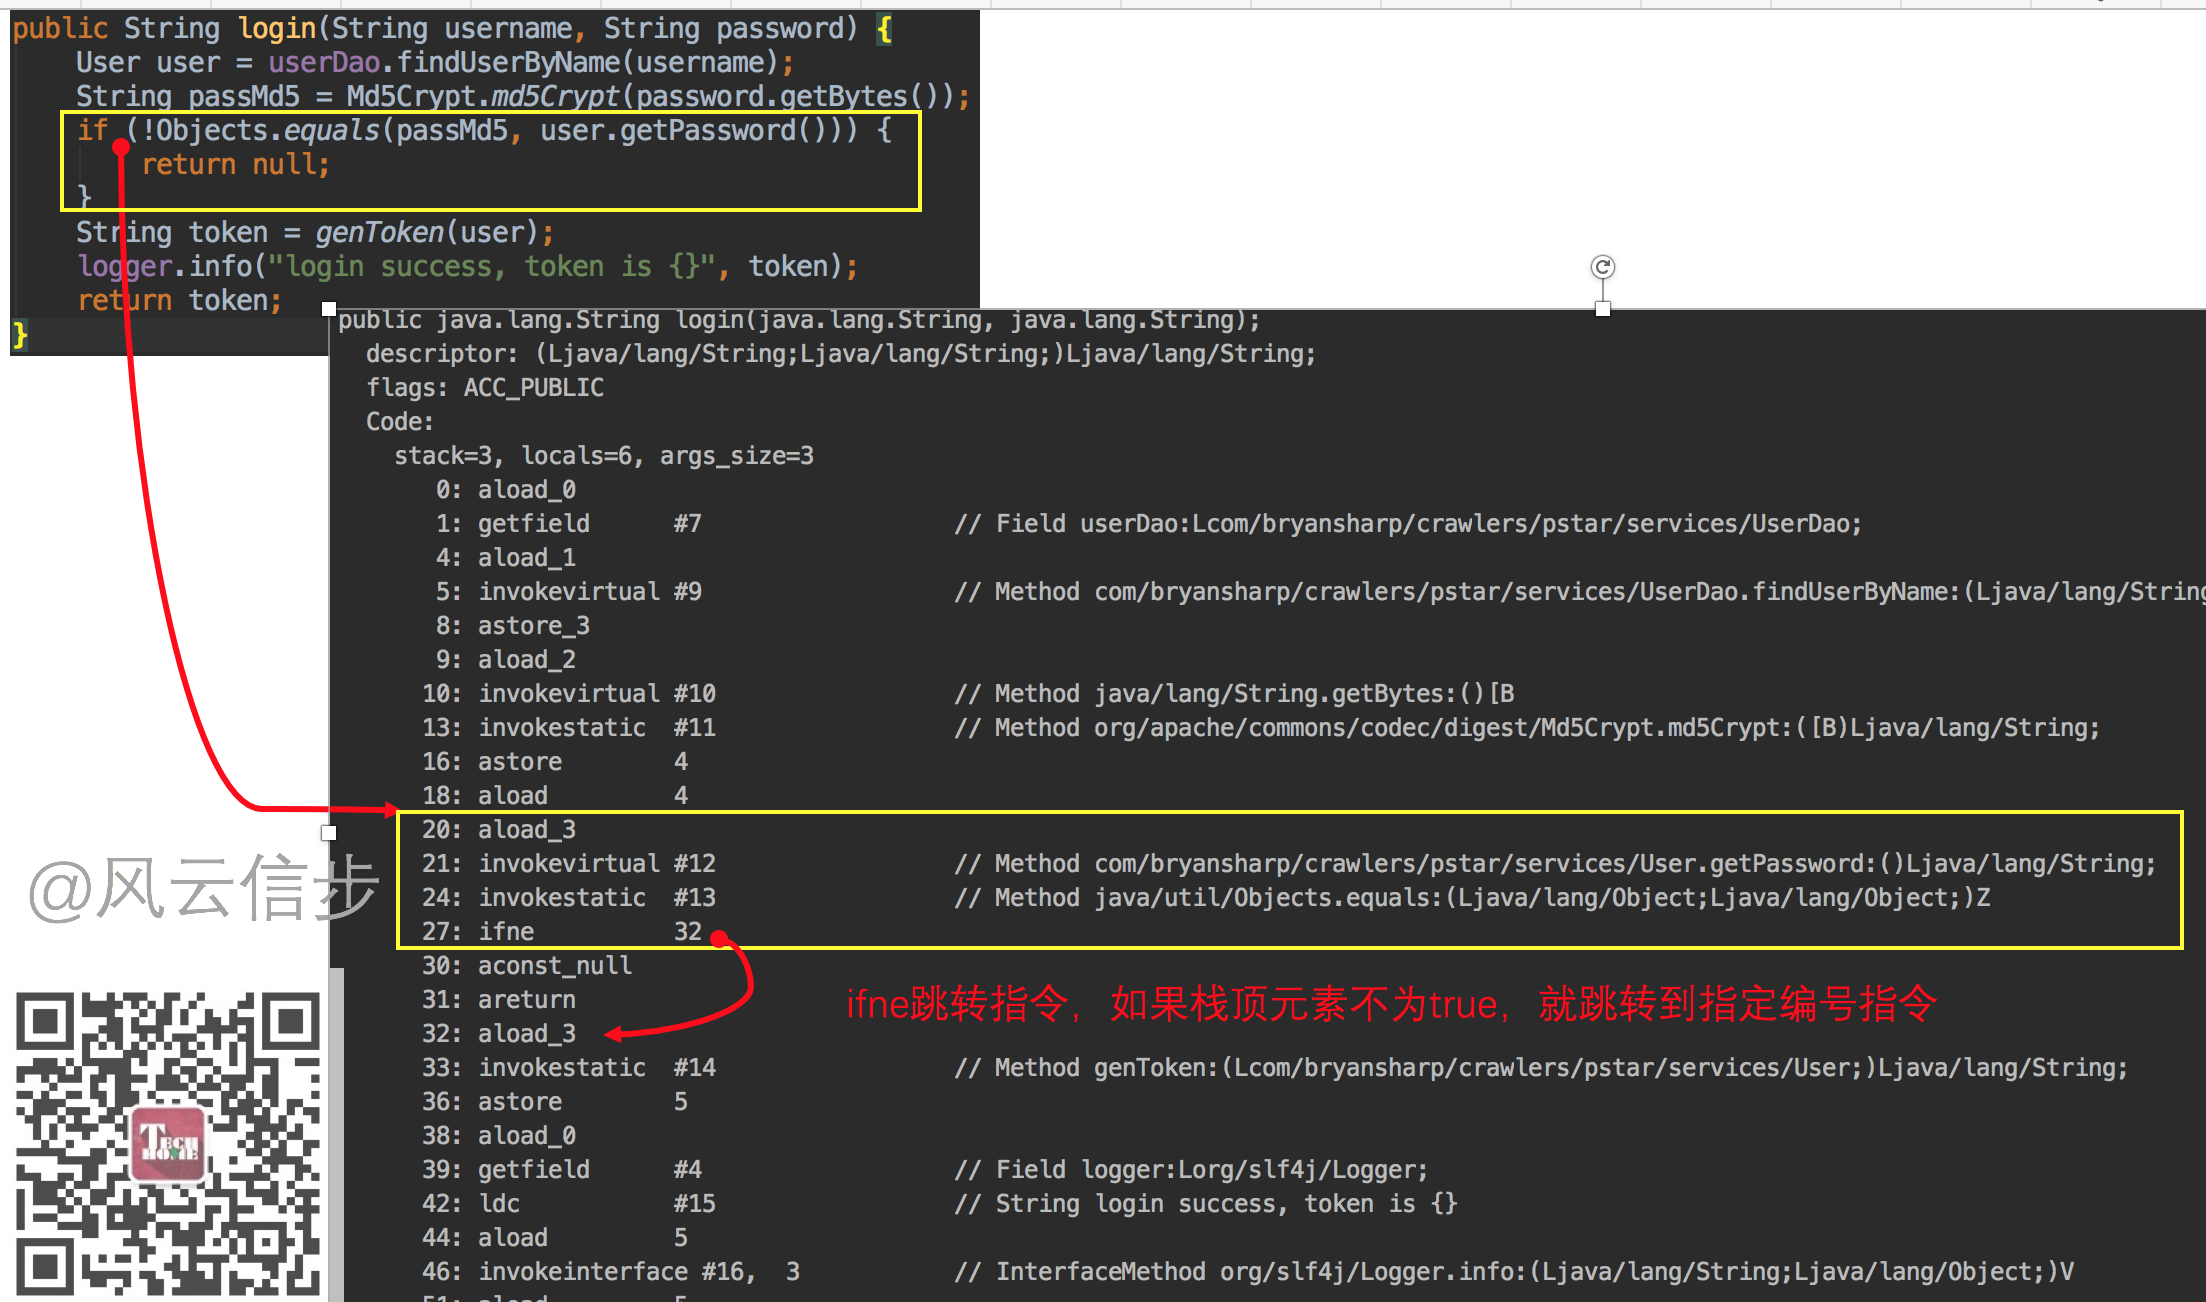 public String login(String username, String password) {
User user = userDao.findUserByName(username);
String passMd5 = Md5Crypt.md5Crypt(password.getBytes());
if (!Objects.equals(passMd5, user.getPassword())) {
return null;
}
String token = genToken(user);
logger.info("login success, token is {}", token);
return token;
}
public java.lang.String login(java.lang.String, java.lang.String);
descriptor: (Ljava/lang/String;Ljava/lang/String;)Ljava/lang/String;
flags: ACC_PUBLIC
Code:
stack=3, locals=6, args_size=3
0: aload_0
1: getfield #7 // Field userDao:Lcom/bryansharp/crawlers/pstar/services/UserDao;
4: aload_1
5: invokevirtual #9 // Method com/bryansharp/crawlers/pstar/services/UserDao.findUserByName:(Ljava/lang/String
8: astore_3
9: aload_2
10: invokevirtual #10 // Method java/lang/String.getBytes:()[B
13: invokestatic #11 // Method org/apache/commons/codec/digest/Md5Crypt.md5Crypt:([B)Ljava/lang/String;
16: astore 4
18: aload 4
20: aload_3
21: invokevirtual #12 // Method com/bryansharp/crawlers/pstar/services/User.getPassword:()Ljava/lang/String;
24: invokestatic #13 // Method java/util/Objects.equals:(Ljava/lang/Object;Ljava/lang/Object;)Z
27: ifne 32
30: aconst_null
31: areturn
ifne跳转指令，如果栈顶元素不为true，就跳转到指定编号指令
32: aload_3
33: invokestatic #14 // Method genToken:(Lcom/bryansharp/crawlers/pstar/services/User;)Ljava/lang/String;
36: astore 5
38: aload_0
39: getfield #4 // Field logger:Lorg/slf4j/Logger;
42: ldc #15 // String login success, token is {}
44: aload 5
46: invokeinterface #16, 3 // InterfaceMethod org/slf4j/Logger.info:(Ljava/lang/String;Ljava/lang/Object;)V
@风云信步
TECH
HOME